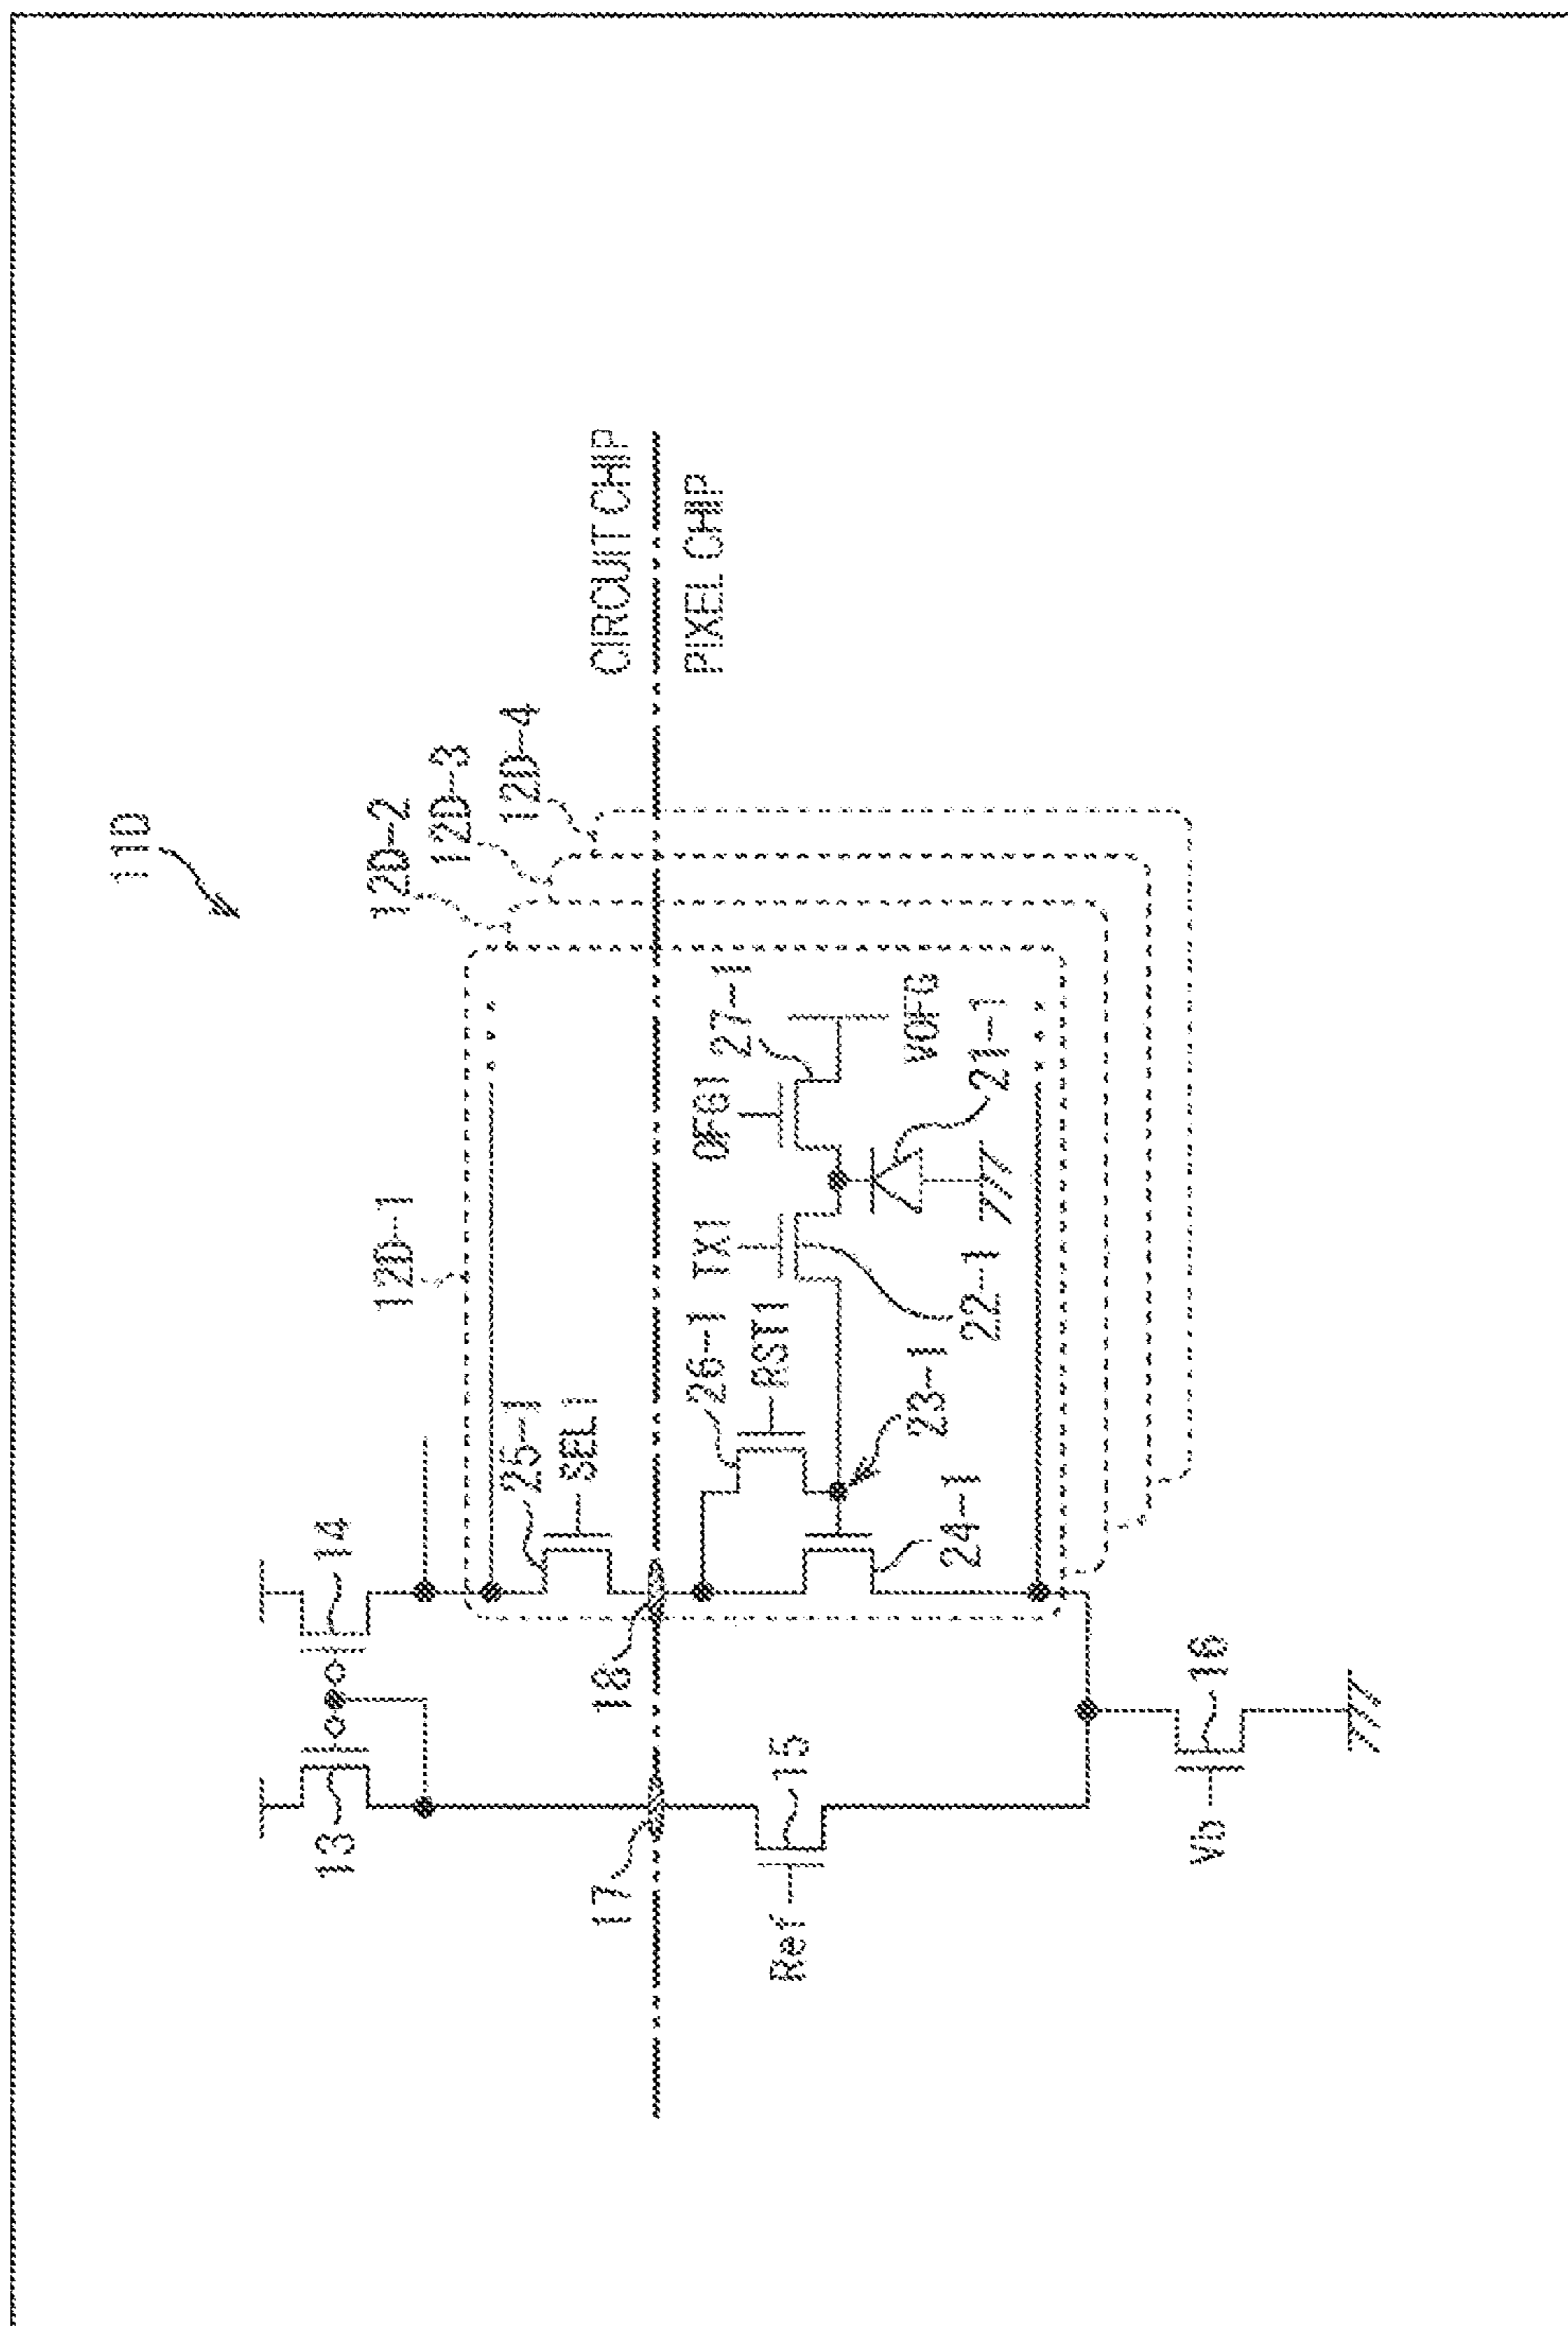 11D
12D-1
12D-2
12D-3
12D-4
13
14
25-1
SEL1
CIRCUIT CHIP
PIXEL CHIP
17
18
26-1
RST1
TX1
OFG1
27-1
VOFG
21-1
22-1
23-1
24-1
Ref
15
Vb
16